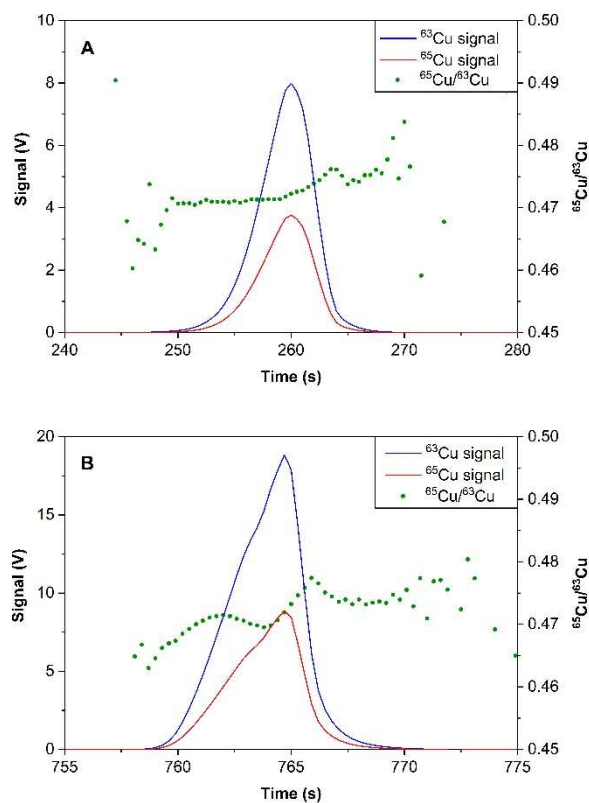 A
⁶³Cu signal
⁶⁵Cu signal
⁶⁵Cu/⁶³Cu
10
8
6
4
2
0
Signal (V)
0.50
0.49
0.48
0.47
0.46
0.45
⁶⁵Cu/⁶³Cu
240 250 260 270 280
Time (s)
B
⁶³Cu signal
⁶⁵Cu signal
⁶⁵Cu/⁶³Cu
20
15
10
5
0
Signal (V)
0.50
0.49
0.48
0.47
0.46
0.45
⁶⁵Cu/⁶³Cu
755 760 765 770 775
Time (s)